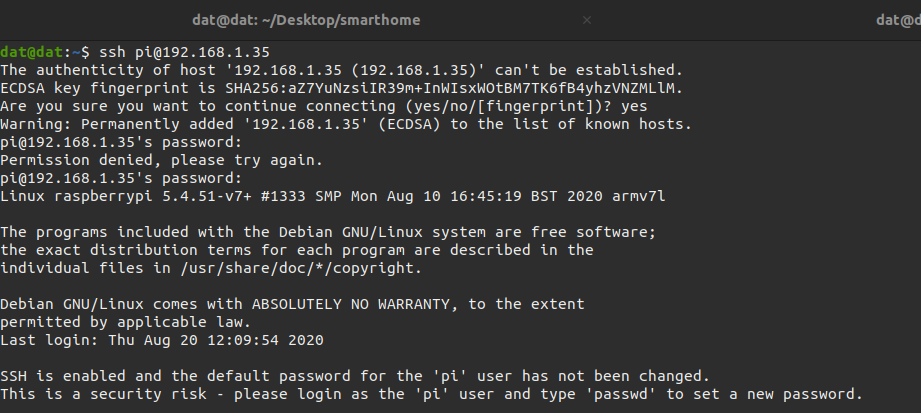 dat@dat: ~/Desktop/smarthome × dat@d
dat@dat:~$ ssh pi@192.168.1.35
The authenticity of host '192.168.1.35 (192.168.1.35)' can't be established.
ECDSA key fingerprint is SHA256:aZ7YuNzsiIR39m+InWIsxWOtBM7TK6fB4yhzVNZMLlM.
Are you sure you want to continue connecting (yes/no/[fingerprint])? yes
Warning: Permanently added '192.168.1.35' (ECDSA) to the list of known hosts.
pi@192.168.1.35's password:
Permission denied, please try again.
pi@192.168.1.35's password:
Linux raspberrypi 5.4.51-v7+ #1333 SMP Mon Aug 10 16:45:19 BST 2020 armv7l
The programs included with the Debian GNU/Linux system are free software;
the exact distribution terms for each program are described in the
individual files in /usr/share/doc/*/copyright.
Debian GNU/Linux comes with ABSOLUTELY NO WARRANTY, to the extent
permitted by applicable law.
Last login: Thu Aug 20 12:09:54 2020
SSH is enabled and the default password for the 'pi' user has not been changed.
This is a security risk - please login as the 'pi' user and type 'passwd' to set a new password.